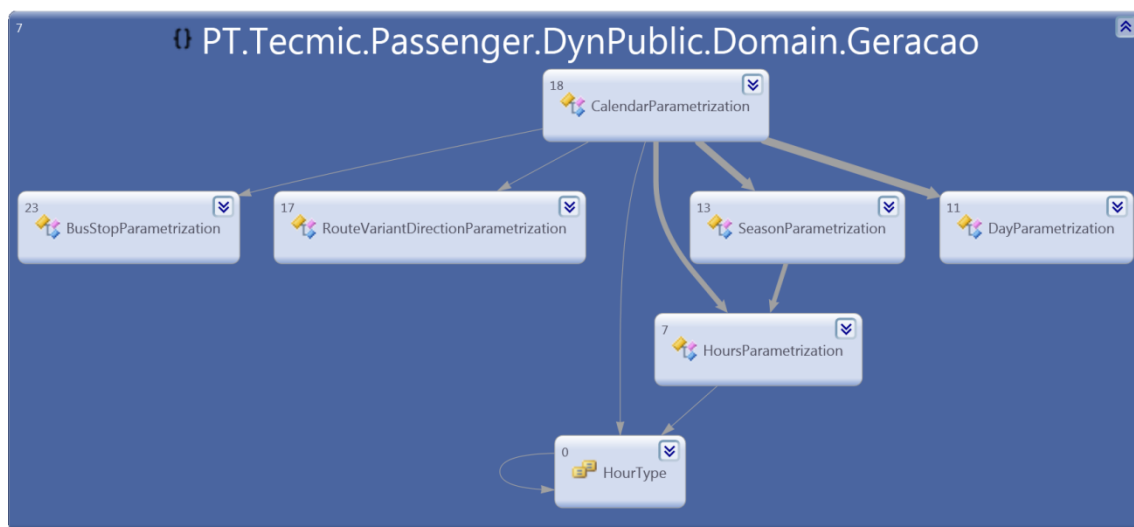 7
{} PT.Tecmic.Passenger.DynPublic.Domain.Geracao
18
CalendarParametrization
23
BusStopParametrization
17
RouteVariantDirectionParametrization
13
SeasonParametrization
11
DayParametrization
7
HoursParametrization
0
HourType